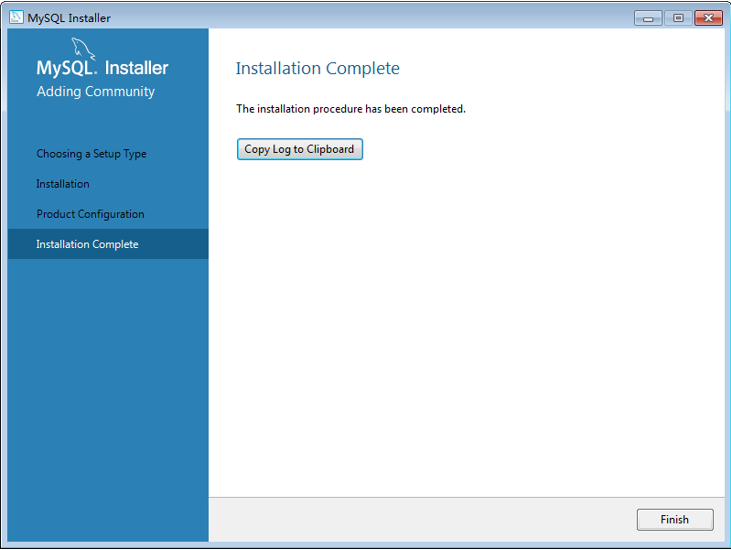 MySQL Installer
MySQL. Installer
Adding Community
Choosing a Setup Type
Installation
Product Configuration
Installation Complete
Installation Complete
The installation procedure has been completed.
Copy Log to Clipboard
Finish